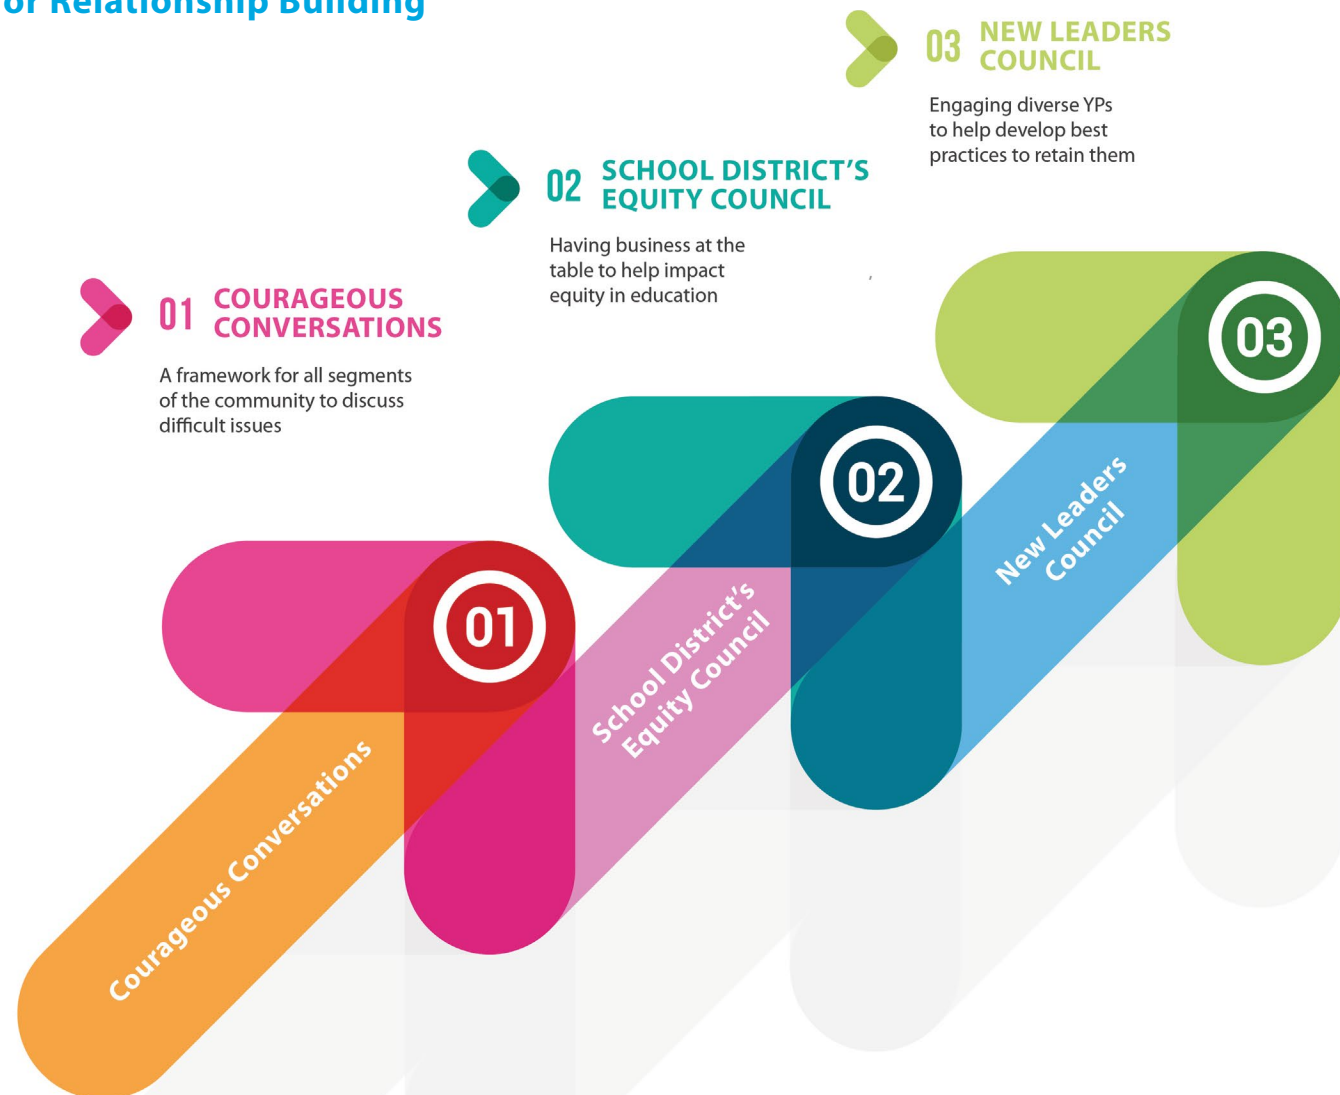 or Relationship Building
03 NEW LEADERS
COUNCIL
Engaging diverse YPs
to help develop best
practices to retain them
02 SCHOOL DISTRICT’S
EQUITY COUNCIL
Having business at the
table to help impact
equity in education
,
01 COURAGEOUS
CONVERSATIONS
A framework for all segments
of the community to discuss
difficult issues
03
02
01
New Leaders
Council
School District’s
Equity Council
Courageous Conversations